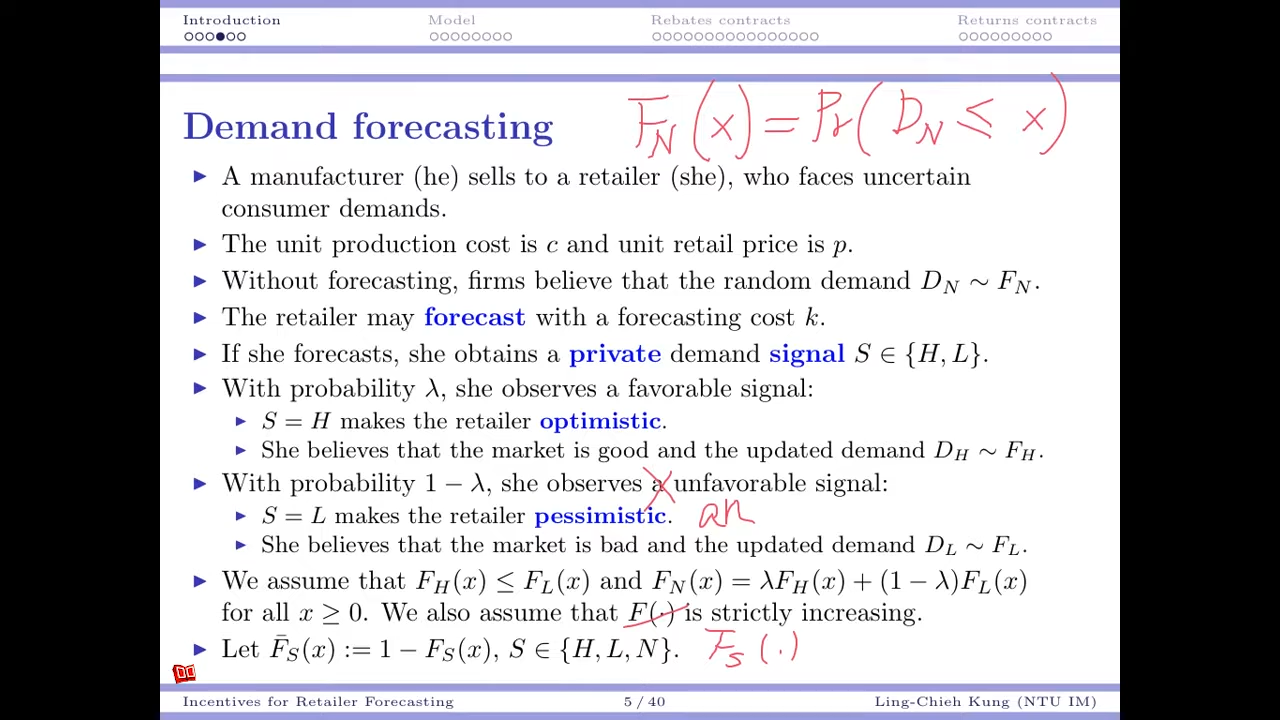 Introduction Model Rebates contracts Returns contracts
Demand forecasting
F_N(x) = Pr(D_N ≤ x)
► A manufacturer (he) sells to a retailer (she), who faces uncertain
consumer demands.
► The unit production cost is c and unit retail price is p.
► Without forecasting, firms believe that the random demand D_N ∼ F_N.
► The retailer may forecast with a forecasting cost k.
► If she forecasts, she obtains a private demand signal S ∈ {H, L}.
► With probability λ, she observes a favorable signal:
► S = H makes the retailer optimistic.
► She believes that the market is good and the updated demand D_H ∼ F_H.
► With probability 1 − λ, she observes a unfavorable signal:
► S = L makes the retailer pessimistic.
an
► She believes that the market is bad and the updated demand D_L ∼ F_L.
► We assume that F_H(x) ≤ F_L(x) and F_N(x) = λF_H(x) + (1 − λ)F_L(x)
for all x ≥ 0. We also assume that F(·) is strictly increasing.
► Let F̄_S(x) := 1 − F_S(x), S ∈ {H, L, N}.
F_S(·)
Incentives for Retailer Forecasting 5 / 40 Ling-Chieh Kung (NTU IM)